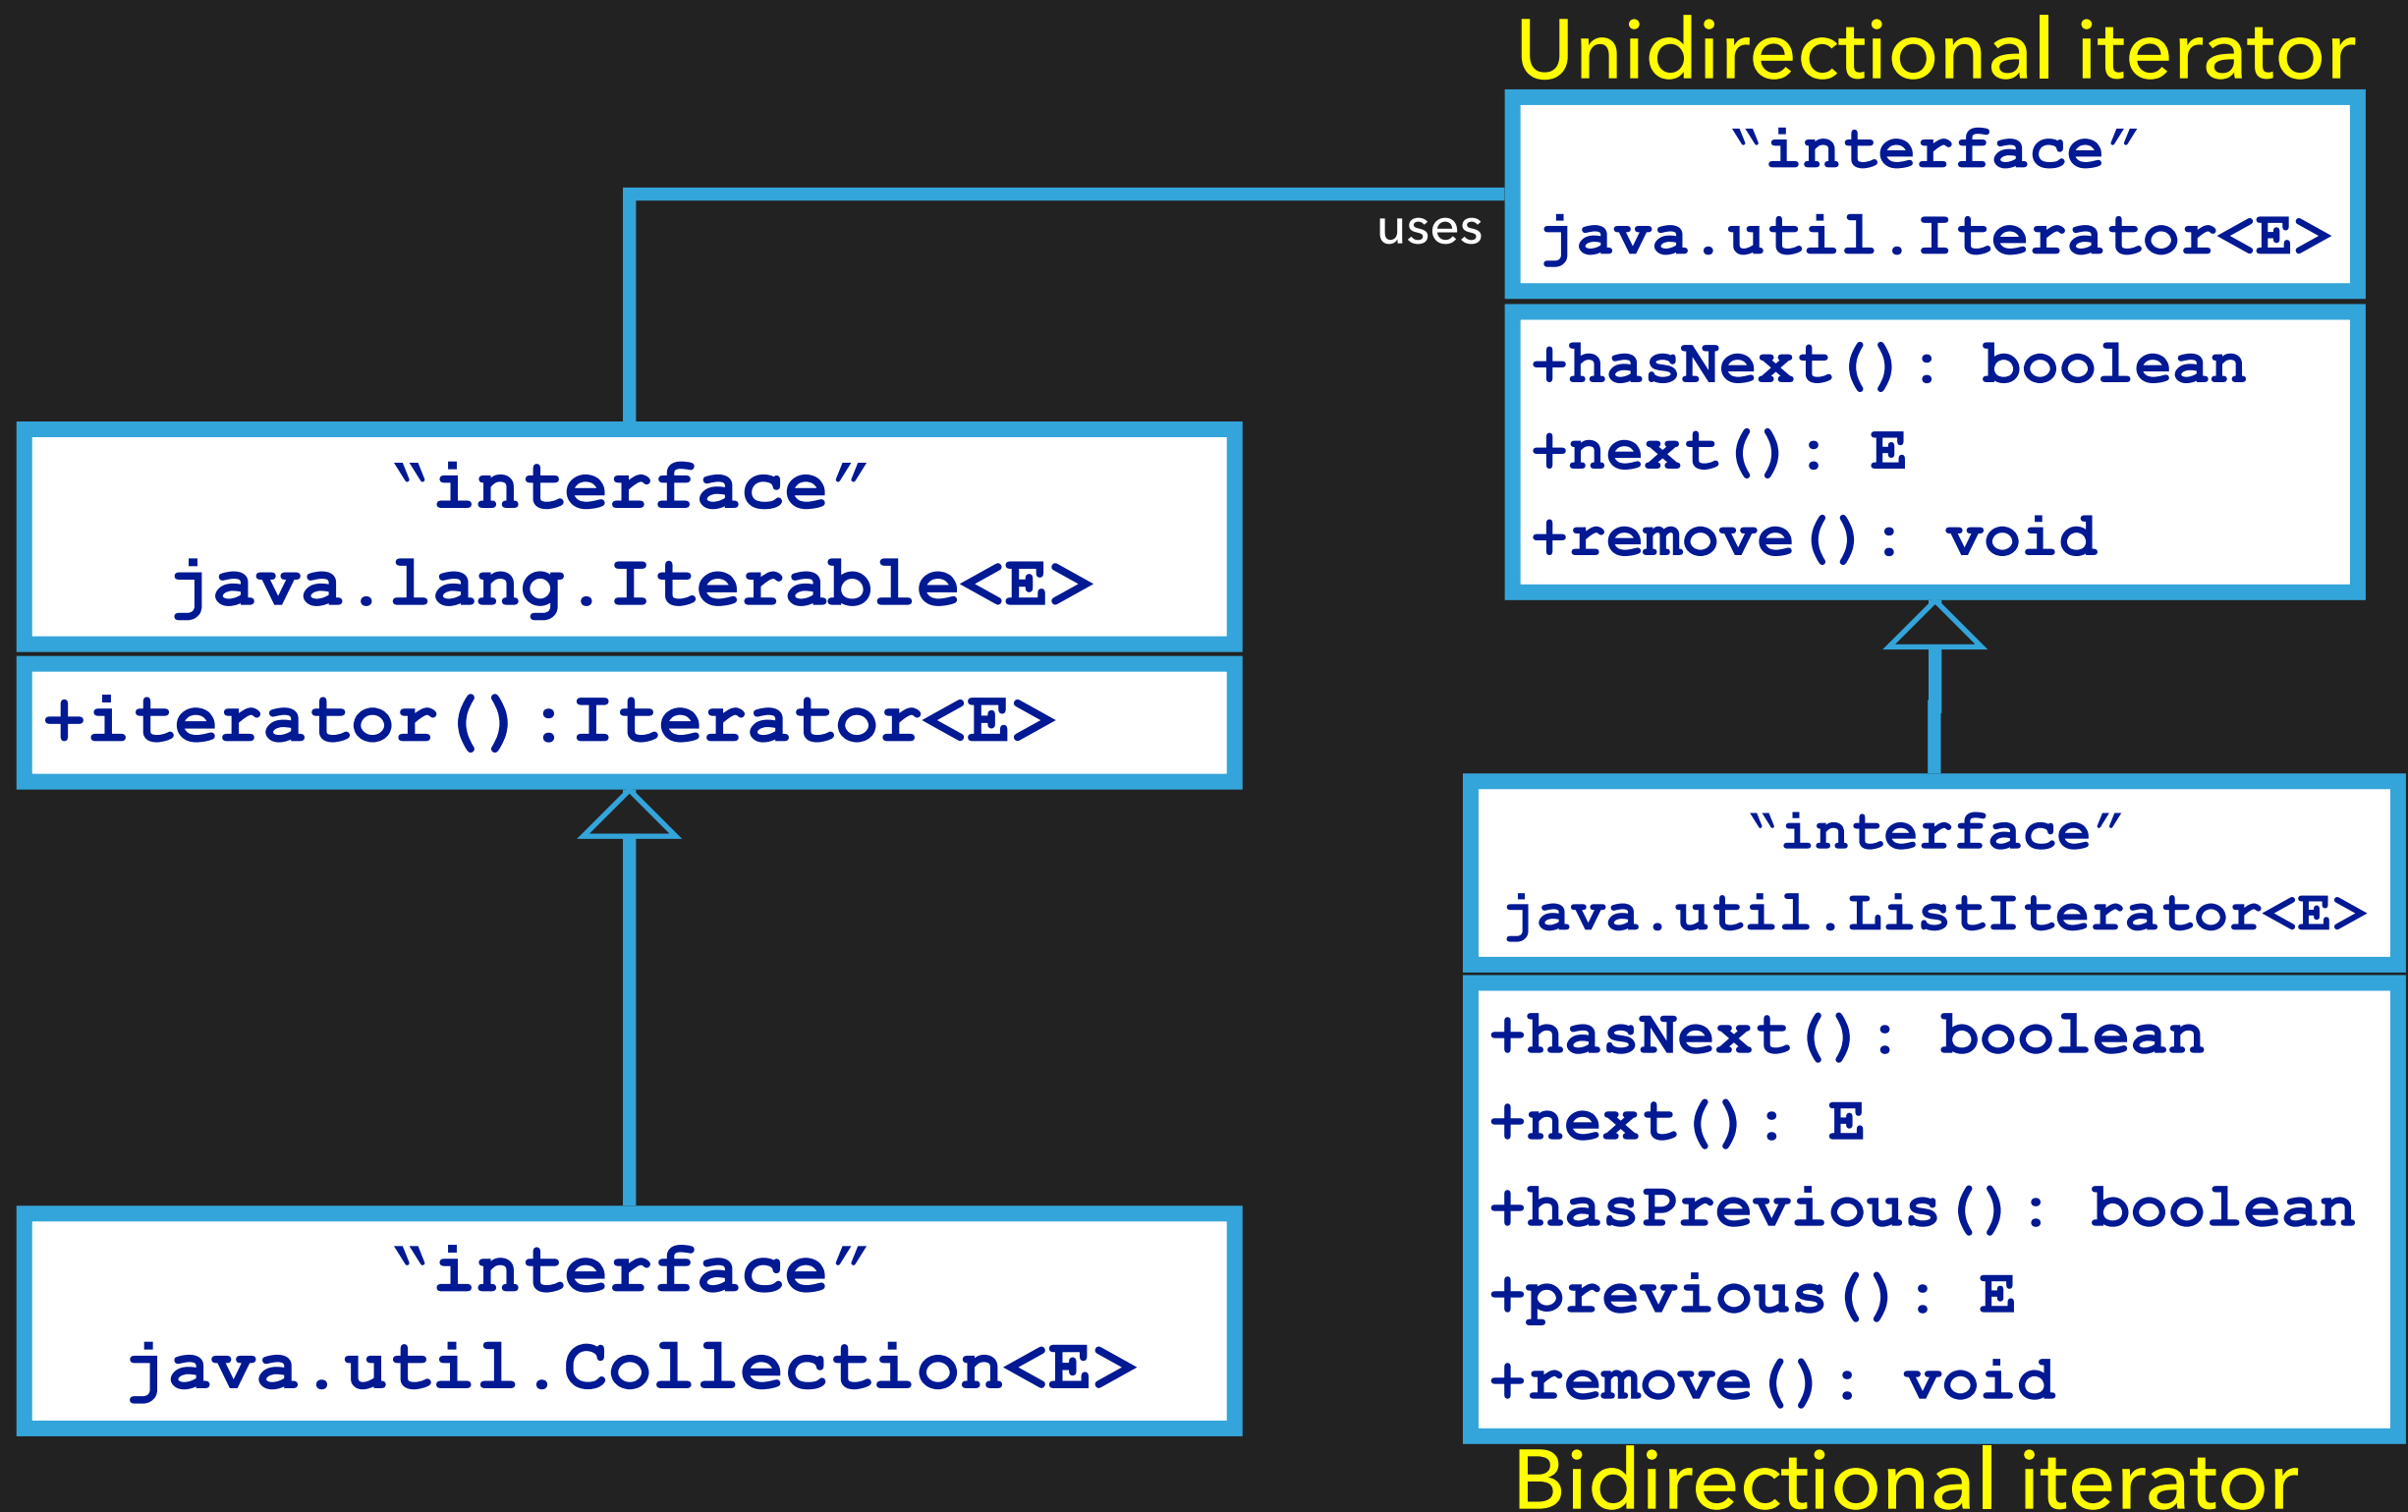 Unidirectional iterator
“interface”
java.util.Iterator<E>
uses
+hasNext(): boolean
+next(): E
+remove(): void
“interface”
java.lang.Iterable<E>
+iterator():Iterator<E>
“interface”
java.util.ListIterator<E>
+hasNext(): boolean
+next(): E
+hasPrevious(): boolean
+previous(): E
+remove(): void
“interface”
java.util.Collection<E>
Bidirectional iterator